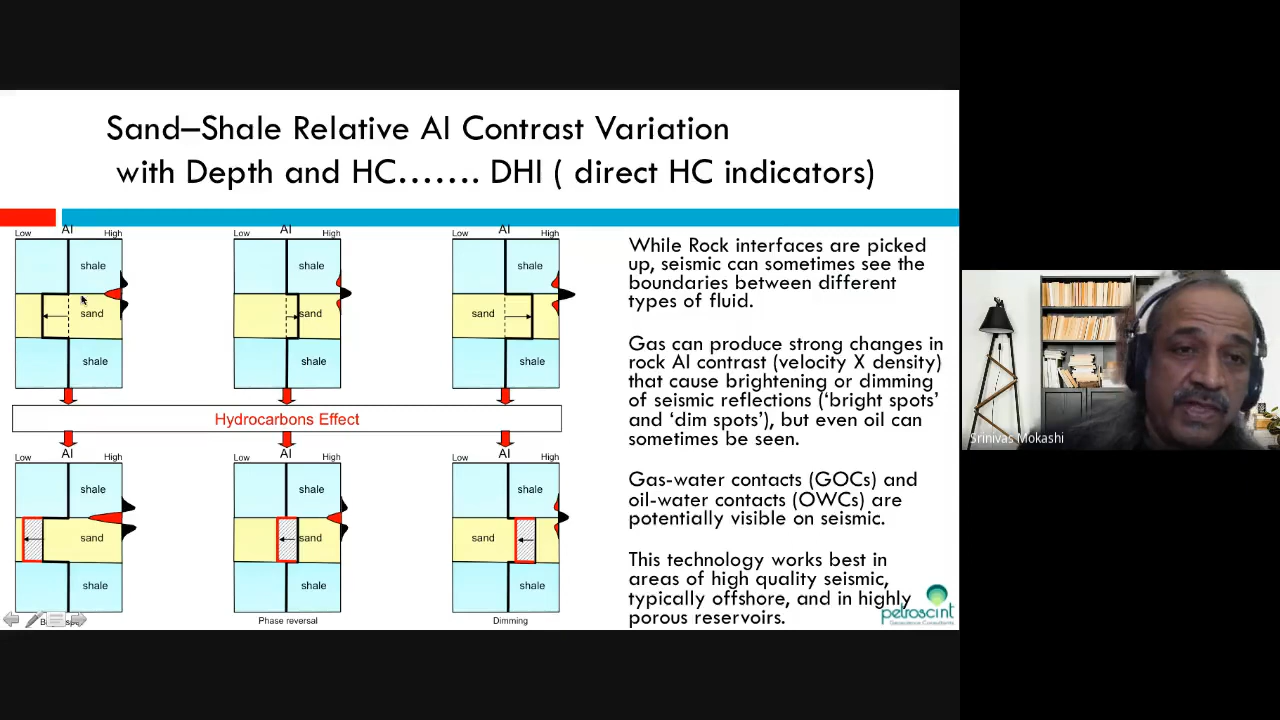 Sand–Shale Relative AI Contrast Variation
with Depth and HC……. DHI ( direct HC indicators)
Low AI High
shale
sand
shale
Low AI High
shale
sand
shale
Low AI High
shale
sand
shale
Hydrocarbons Effect
Low AI High
shale
sand
shale
Low AI High
shale
sand
shale
Phase reversal
Low AI High
shale
sand
shale
Dimming
While Rock interfaces are picked
up, seismic can sometimes see the
boundaries between different
types of fluid.
Gas can produce strong changes in
rock AI contrast (velocity X density)
that cause brightening or dimming
of seismic reflections (‘bright spots’
and ‘dim spots’), but even oil can
sometimes be seen.
Gas-water contacts (GOCs) and
oil-water contacts (OWCs) are
potentially visible on seismic.
This technology works best in
areas of high quality seismic,
typically offshore, and in highly
porous reservoirs.
petroscint
Geoscience Consultants
Srinivas Mokashi